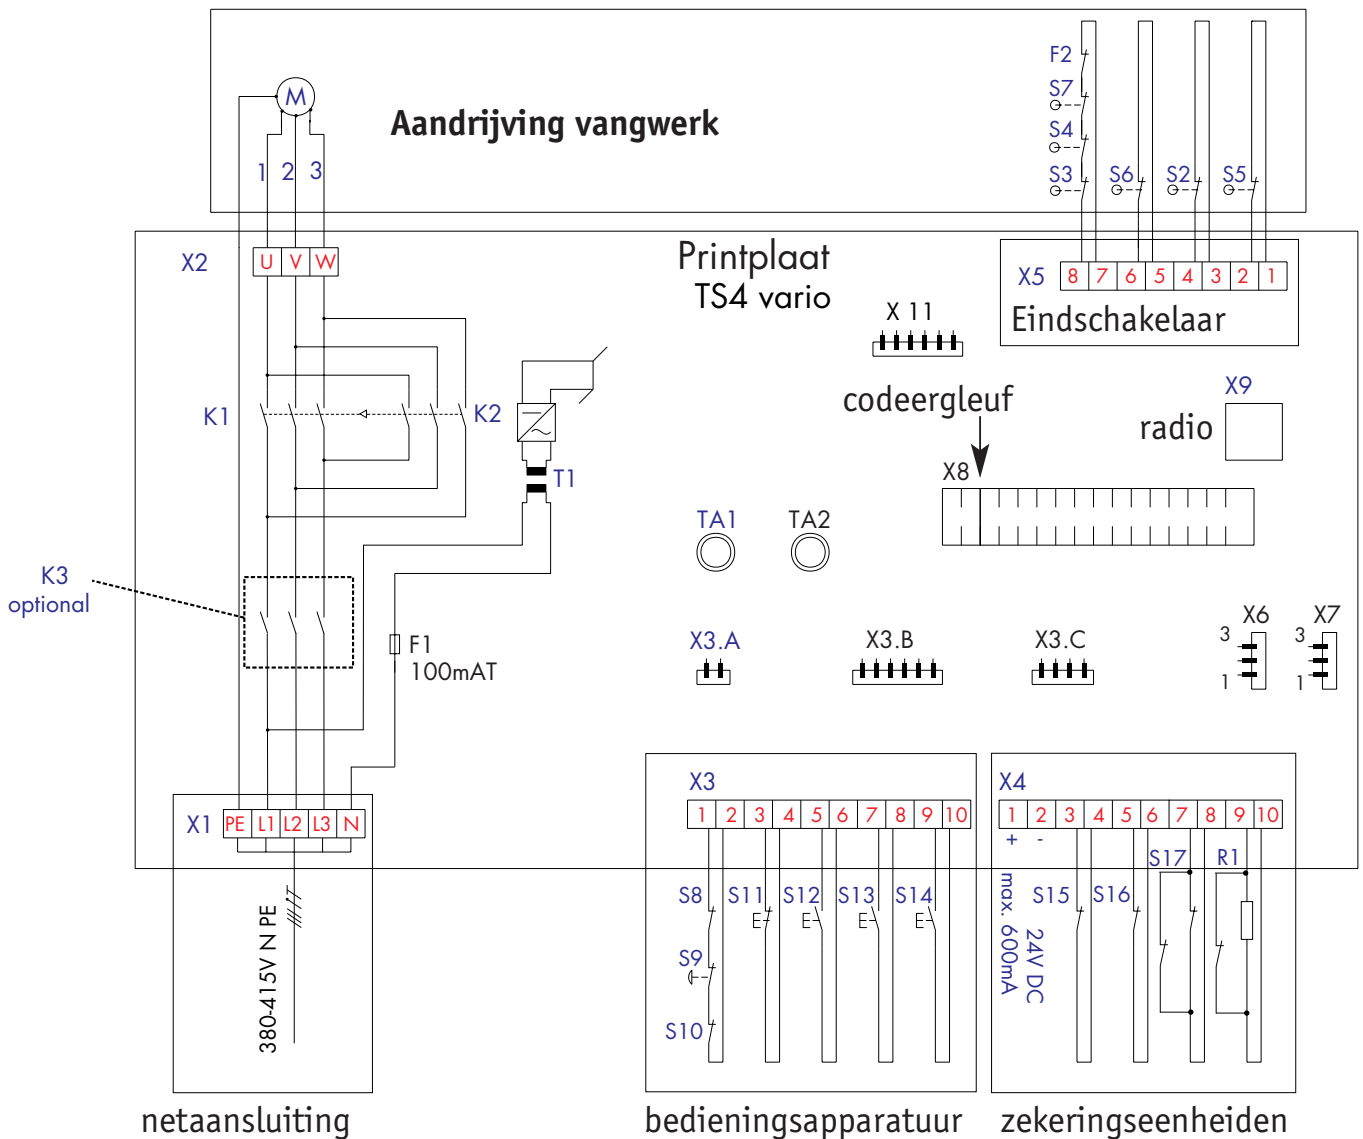 M
Aandrijving vangwerk
1 2 3
F2
S7
S4
S3 S6 S2 S5
X2 U V W
Printplaat
TS4 vario
X5 8 7 6 5 4 3 2 1
Eindschakelaar
X 11
K1 K2
codeergleuf
X9
radio
T1
X8
TA1 TA2
K3
optional
F1
100mAT
X3.A X3.B X3.C
X6 X7
3 3
1 1
X1 PE L1 L2 L3 N
X3
1 2 3 4 5 6 7 8 9 10
X4
1 2 3 4 5 6 7 8 9 10
+ -
S17 R1
S8 S11 S12 S13 S14
E E E E
S15 S16
S9
S10
24V DC
max. 600mA
380-415V N PE
netaansluiting
bedieningsapparatuur
zekeringseenheiden